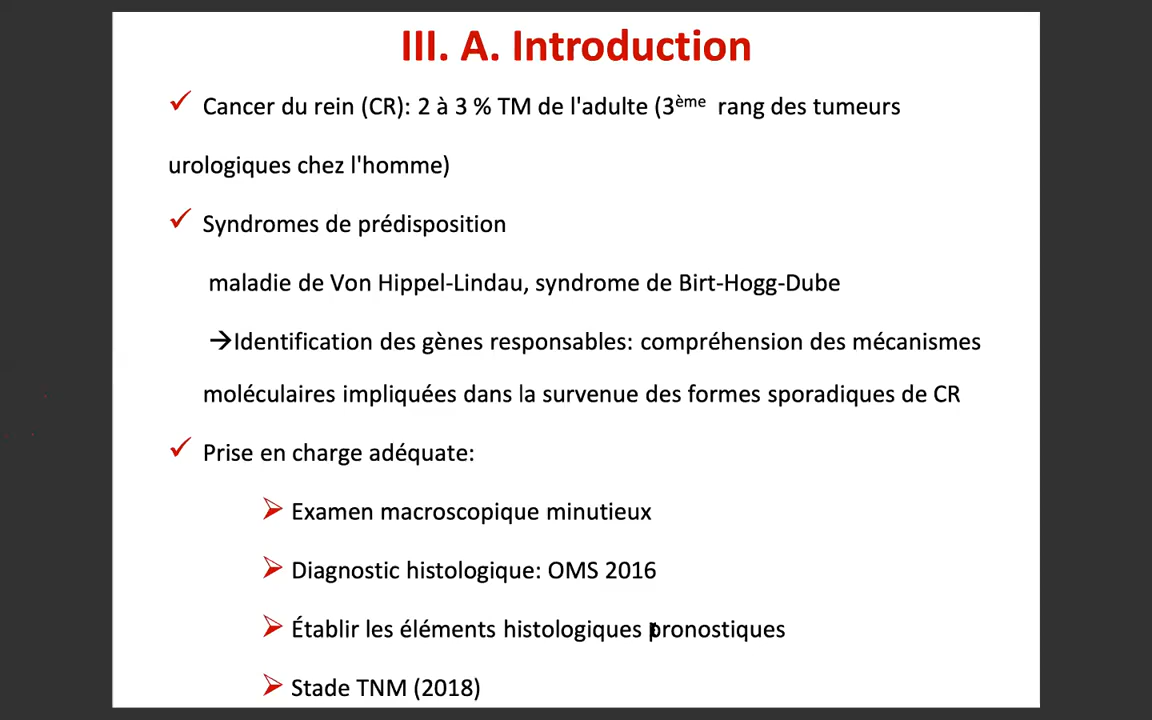 III. A. Introduction
✓ Cancer du rein (CR): 2 à 3 % TM de l'adulte (3ème rang des tumeurs
urologiques chez l'homme)
✓ Syndromes de prédisposition
maladie de Von Hippel-Lindau, syndrome de Birt-Hogg-Dube
→Identification des gènes responsables: compréhension des mécanismes
moléculaires impliquées dans la survenue des formes sporadiques de CR
✓ Prise en charge adéquate:
➢ Examen macroscopique minutieux
➢ Diagnostic histologique: OMS 2016
➢ Établir les éléments histologiques pronostiques
➢ Stade TNM (2018)